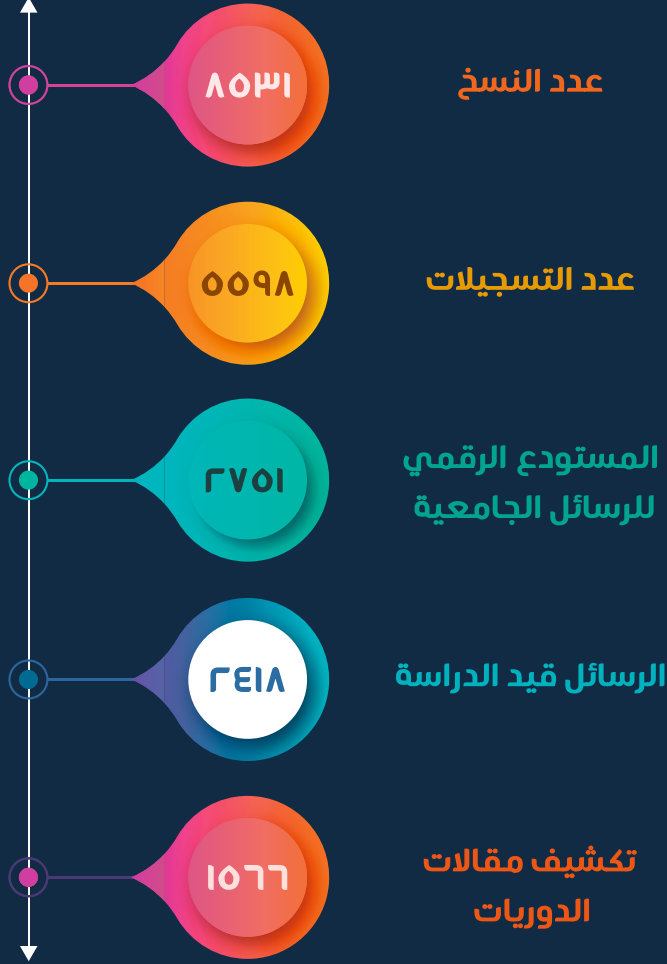 عدد النسخ
٨٥٣١
عدد التسجيلات
٥٥٩٨
المستودع الرقمي
للرسائل الجامعية
٢٧٥١
الرسائل قيد الدراسة
٢٤١٨
تكشيف مقالات
الدوريات
١٥٦٦